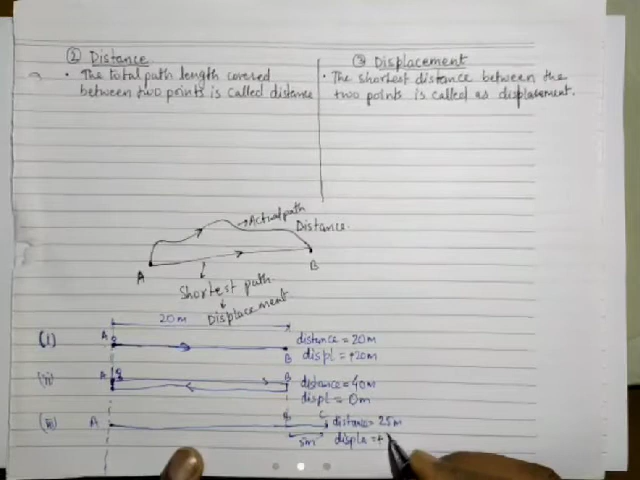 ② Distance
• The total path length covered
between two points is called distance
③ Displacement
• The shortest distance between the
two points is called as displacement.
Actual path
Distance.
A
B
Shortest path
Displacement
20m
(i)
A
B
distance = 20m
displ = +20m
(ii)
A
B
distance = 40m
displ = 0m
(iii)
A
B
C
5m
distance = 25m
displa = +